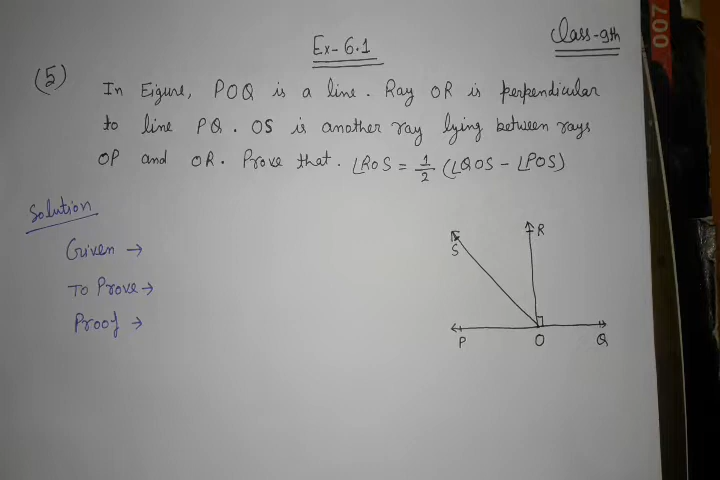 Ex-6.1
Class-9th
007
(5)
In Eigure, POQ is a line. Ray OR is perpendicular
to line PQ. OS is another ray lying between rays
OP and OR. Prove that. ∠ROS = 1/2 (∠QOS - ∠POS)
Solution
Given →
To Prove →
Proof →
R
S
P
O
Q